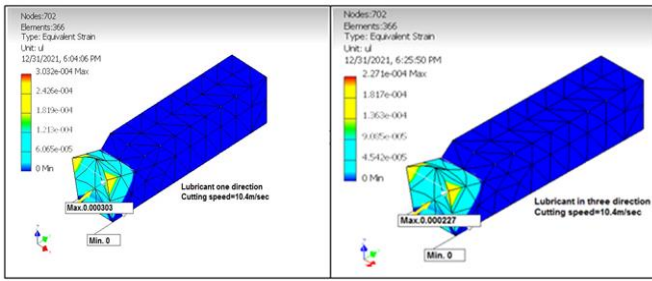 Nodes:702
Elements:366
Type: Equivalent Strain
Unit: ul
12/31/2021, 6:04:06 PM
3.032e-004 Max
2.426e-004
1.819e-004
1.213e-004
6.065e-005
0 Min
Lubricant one direction
Cutting speed=10.4m/sec
Max.0.000303
Min. 0
Nodes:702
Elements:366
Type: Equivalent Strain
Unit: ul
12/31/2021, 6:25:50 PM
2.271e-004 Max
1.817e-004
1.363e-004
9.085e-005
4.542e-005
0 Min
Lubricant in three direction
Cutting speed=10.4m/sec
Max.0.000227
Min. 0